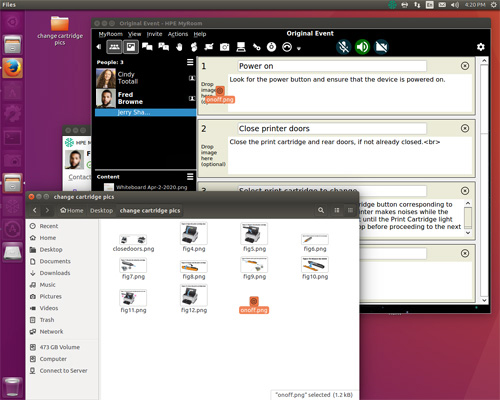 Files
En
4:20 PM
change cartridge
pics
Original Event - HPE MyRoom
Original Event
MyRoom View Invite Actions Help
People: 3
Cindy
Tootall
Fred
Browne
Jerry Sha...
Content
Whiteboard Apr-2-2020.png
1
Power on
Look for the power button and ensure that the device is powered on.
Drop
image
here
onoff.png
2
Close printer doors
Close the print cartridge and rear doors, if not already closed.<br>
Drop
image
here
(optional)
3
Select print cartridge to change
ridge button corresponding to
inter makes noises while the
until the Print Cartridge light
op before proceeding to the next
HPE MyR
F
Contact
change cartridge pics
Home
Desktop
change cartridge pics
Recent
Home
Desktop
Documents
Downloads
Music
Pictures
Videos
Trash
Network
473 GB Volume
Computer
Connect to Server
closedoors.png
fig4.png
fig5.png
fig6.png
fig7.png
fig8.png
fig9.png
fig10.png
fig11.png
fig12.png
onoff.png
"onoff.png" selected (1.2 kB)